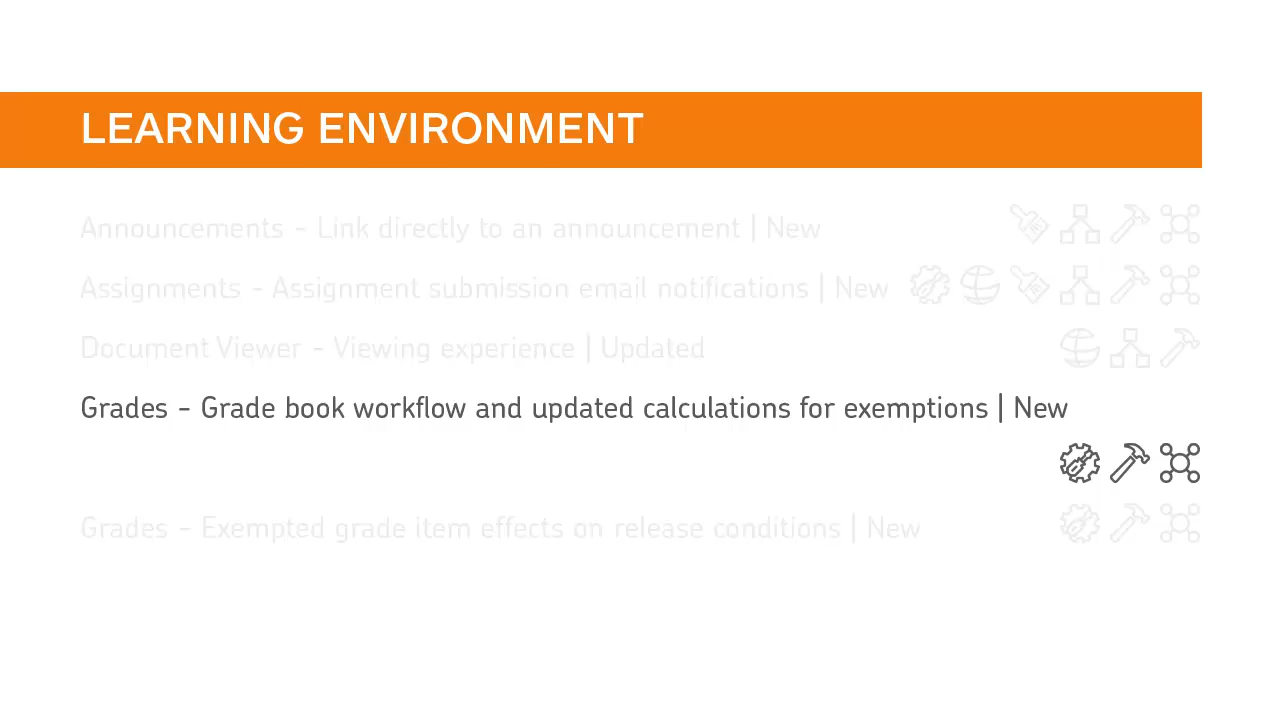 LEARNING ENVIRONMENT
Announcements - Link directly to an announcement | New
Assignments - Assignment submission email notifications | New
Document Viewer - Viewing experience | Updated
Grades - Grade book workflow and updated calculations for exemptions | New
Grades - Exempted grade item effects on release conditions | New